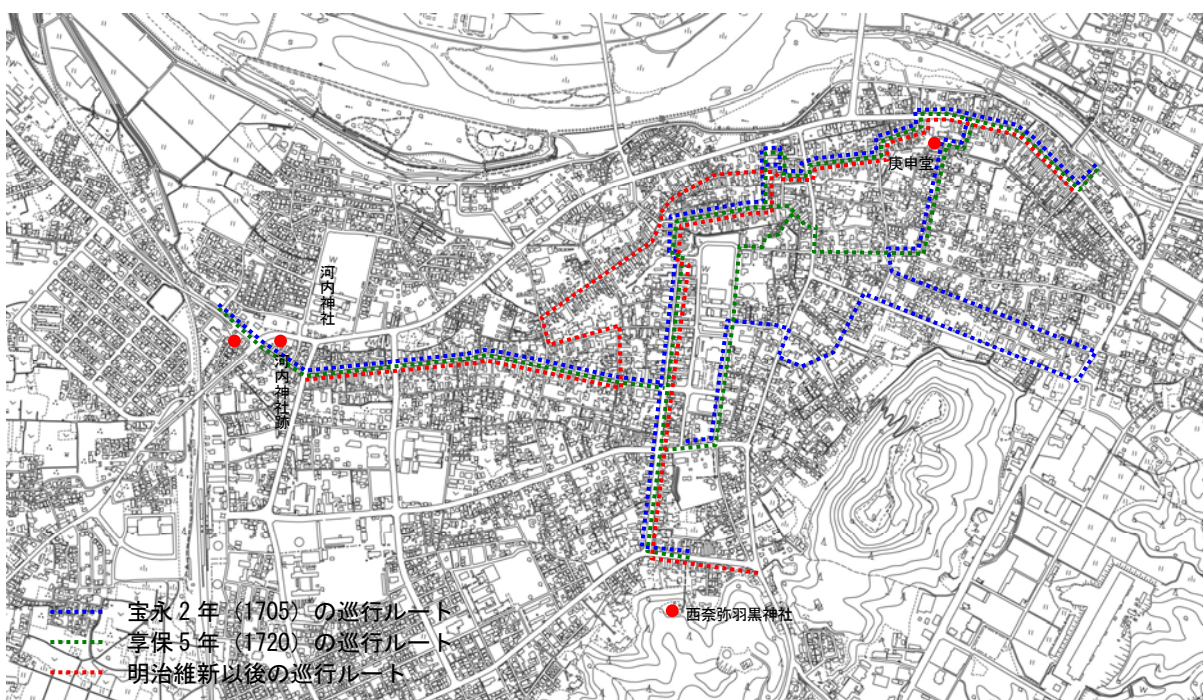 庚申堂
河内神社
河内神社跡
西奈弥羽黒神社
宝永2年（1705）の巡行ルート
享保5年（1720）の巡行ルート
明治維新以後の巡行ルート